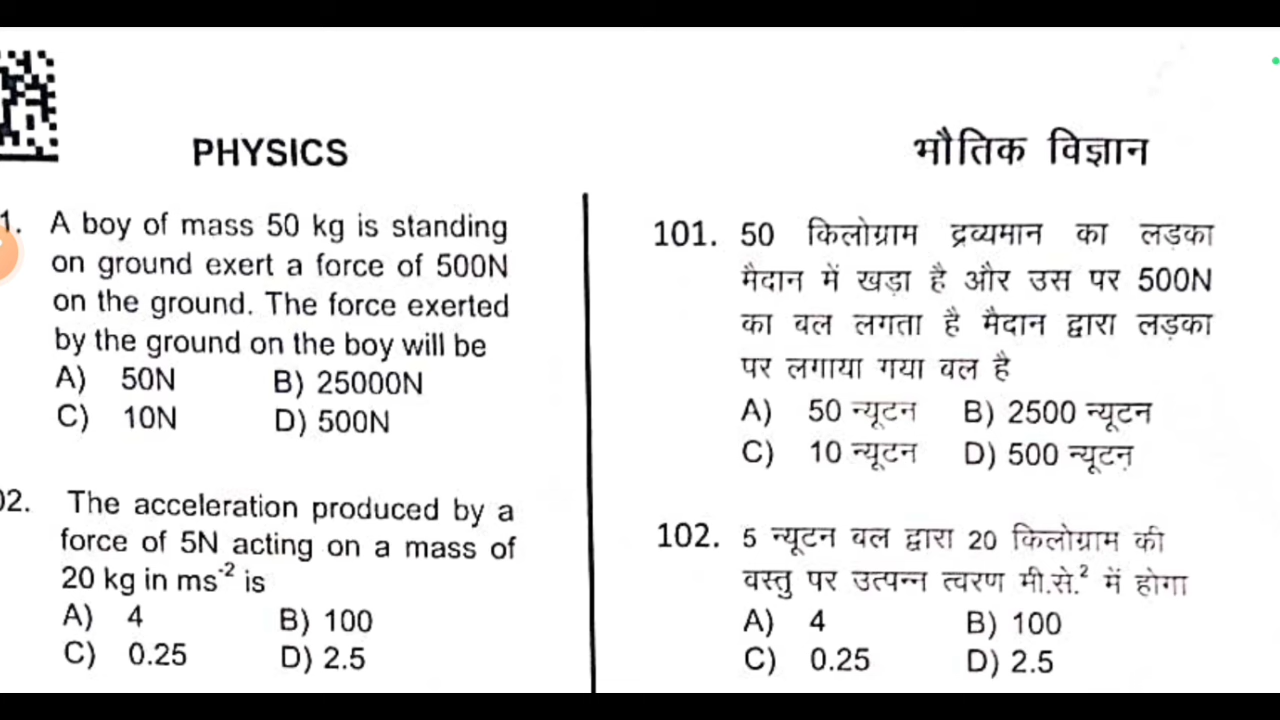 PHYSICS
1. A boy of mass 50 kg is standing
on ground exert a force of 500N
on the ground. The force exerted
by the ground on the boy will be
A) 50N B) 25000N
C) 10N D) 500N
02. The acceleration produced by a
force of 5N acting on a mass of
20 kg in ms⁻² is
A) 4 B) 100
C) 0.25 D) 2.5
भौतिक विज्ञान
101. 50 किलोग्राम द्रव्यमान का लड़का
मैदान में खड़ा है और उस पर 500N
का बल लगता है मैदान द्वारा लड़का
पर लगाया गया बल है
A) 50 न्यूटन B) 2500 न्यूटन
C) 10 न्यूटन D) 500 न्यूटन
102. 5 न्यूटन बल द्वारा 20 किलोग्राम की
वस्तु पर उत्पन्न त्वरण मी.से.² में होगा
A) 4 B) 100
C) 0.25 D) 2.5